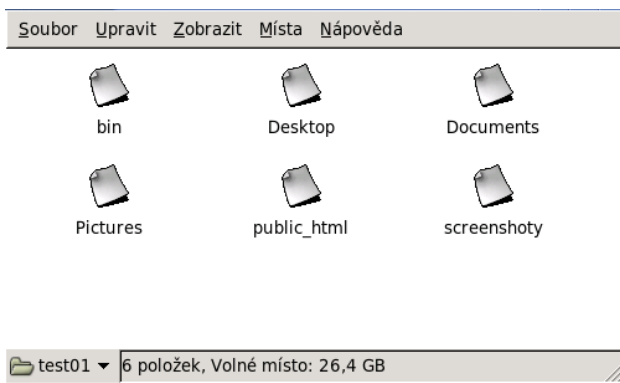 Soubor Upravit Zobrazit Místa Nápověda
bin Desktop Documents
Pictures public_html screenshoty
test01 6 položek, Volné místo: 26,4 GB